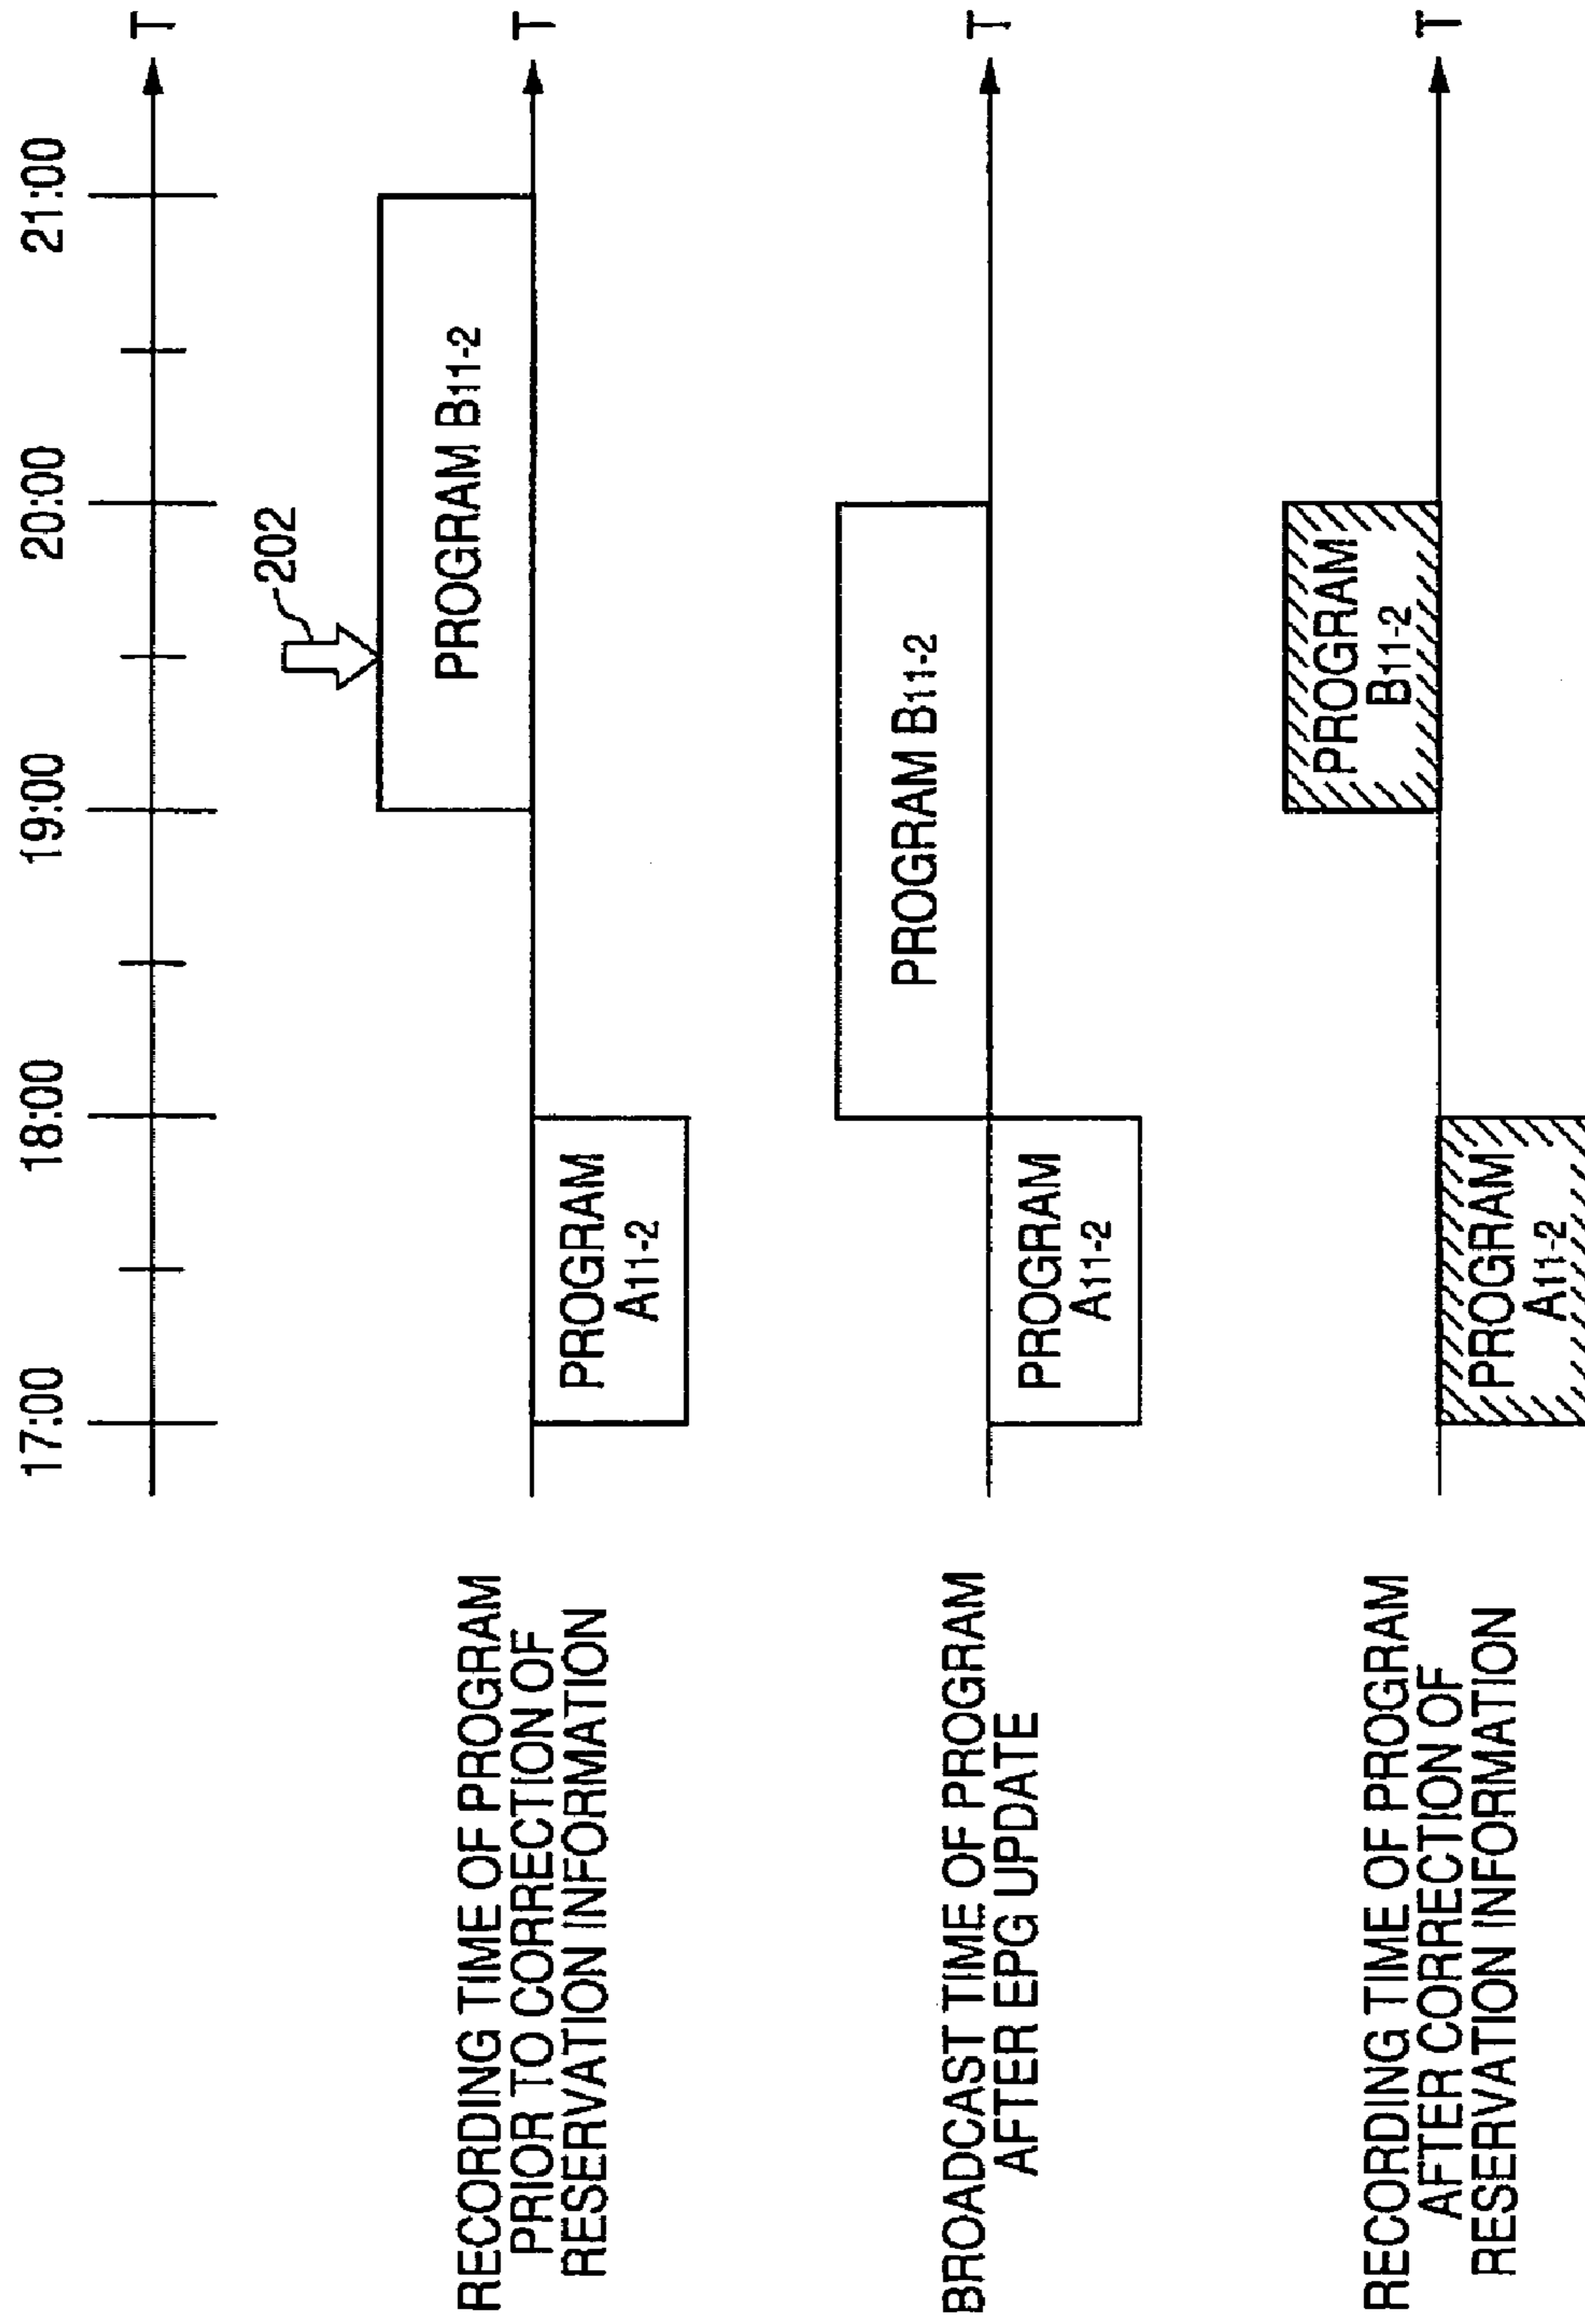 17:00 18:00 19:00 20:00 21:00
T
202
RECORDING TIME OF PROGRAM
PRIOR TO CORRECTION OF
RESERVATION INFORMATION
PROGRAM B11-2
T
PROGRAM
A11-2
BROADCAST TIME OF PROGRAM
AFTER EPG UPDATE
PROGRAM B11-2
T
PROGRAM
A11-2
RECORDING TIME OF PROGRAM
AFTER CORRECTION OF
RESERVATION INFORMATION
PROGRAM
B11-2
T
PROGRAM
A11-2